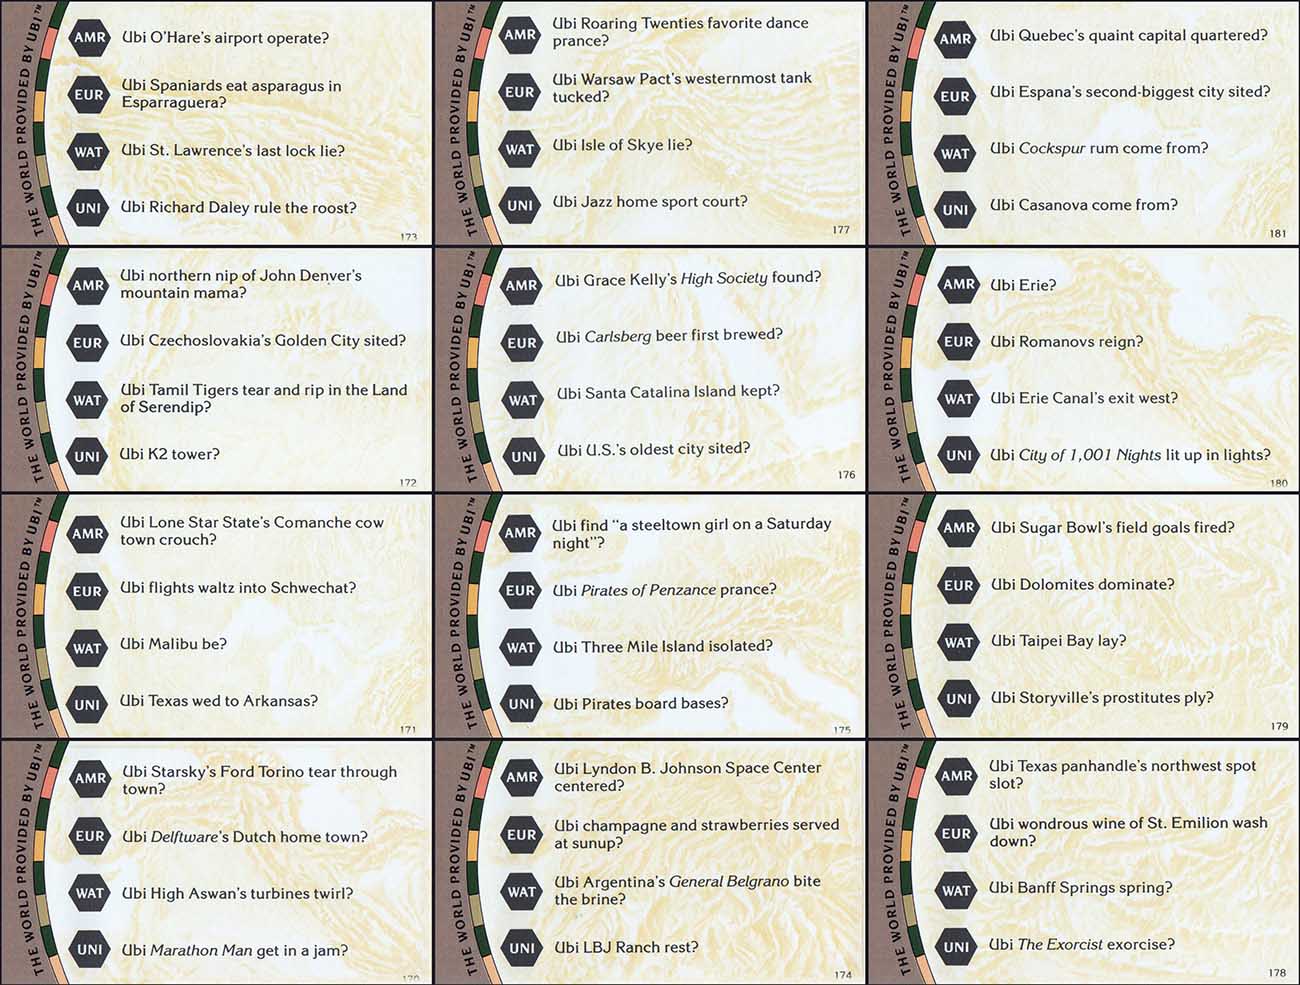 THE WORLD PROVIDED BY UBI™
AMR
Ubi O'Hare's airport operate?
EUR
Ubi Spaniards eat asparagus in
Esparraguera?
WAT
Ubi St. Lawrence's last lock lie?
UNI
Ubi Richard Daley rule the roost?
173
THE WORLD PROVIDED BY UBI™
AMR
Ubi Roaring Twenties favorite dance
prance?
EUR
Ubi Warsaw Pact's westernmost tank
tucked?
WAT
Ubi Isle of Skye lie?
UNI
Ubi Jazz home sport court?
177
THE WORLD PROVIDED BY UBI™
AMR
Ubi Quebec's quaint capital quartered?
EUR
Ubi Espana's second-biggest city sited?
WAT
Ubi Cockspur rum come from?
UNI
Ubi Casanova come from?
181
THE WORLD PROVIDED BY UBI™
AMR
Ubi northern nip of John Denver's
mountain mama?
EUR
Ubi Czechoslovakia's Golden City sited?
WAT
Ubi Tamil Tigers tear and rip in the Land
of Serendip?
UNI
Ubi K2 tower?
172
THE WORLD PROVIDED BY UBI™
AMR
Ubi Grace Kelly's High Society found?
EUR
Ubi Carlsberg beer first brewed?
WAT
Ubi Santa Catalina Island kept?
UNI
Ubi U.S.'s oldest city sited?
176
THE WORLD PROVIDED BY UBI™
AMR
Ubi Erie?
EUR
Ubi Romanovs reign?
WAT
Ubi Erie Canal's exit west?
UNI
Ubi City of 1,001 Nights lit up in lights?
180
THE WORLD PROVIDED BY UBI™
AMR
Ubi Lone Star State's Comanche cow
town crouch?
EUR
Ubi flights waltz into Schwechat?
WAT
Ubi Malibu be?
UNI
Ubi Texas wed to Arkansas?
171
THE WORLD PROVIDED BY UBI™
AMR
Ubi find "a steeltown girl on a Saturday
night"?
EUR
Ubi Pirates of Penzance prance?
WAT
Ubi Three Mile Island isolated?
UNI
Ubi Pirates board bases?
175
THE WORLD PROVIDED BY UBI™
AMR
Ubi Sugar Bowl's field goals fired?
EUR
Ubi Dolomites dominate?
WAT
Ubi Taipei Bay lay?
UNI
Ubi Storyville's prostitutes ply?
179
THE WORLD PROVIDED BY UBI™
AMR
Ubi Starsky's Ford Torino tear through
town?
EUR
Ubi Delftware's Dutch home town?
WAT
Ubi High Aswan's turbines twirl?
UNI
Ubi Marathon Man get in a jam?
170
THE WORLD PROVIDED BY UBI™
AMR
Ubi Lyndon B. Johnson Space Center
centered?
EUR
Ubi champagne and strawberries served
at sunup?
WAT
Ubi Argentina's General Belgrano bite
the brine?
UNI
Ubi LBJ Ranch rest?
174
THE WORLD PROVIDED BY UBI™
AMR
Ubi Texas panhandle's northwest spot
slot?
EUR
Ubi wondrous wine of St. Emilion wash
down?
WAT
Ubi Banff Springs spring?
UNI
Ubi The Exorcist exorcise?
178